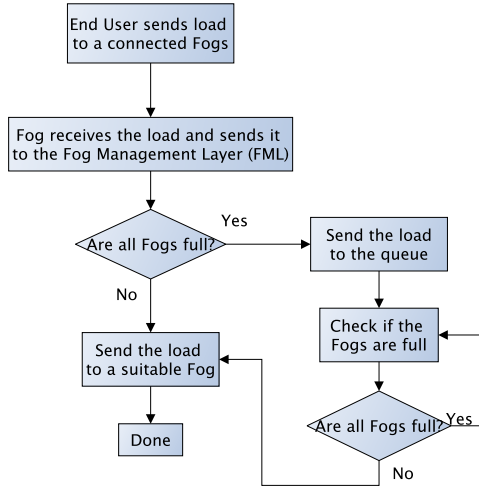 End User sends load
to a connected Fogs
Fog receives the load and sends it
to the Fog Management Layer (FML)
Are all Fogs full?
Yes
Send the load
to the queue
No
Check if the
Fogs are full
Send the load
to a suitable Fog
Are all Fogs full?
Yes
Done
No